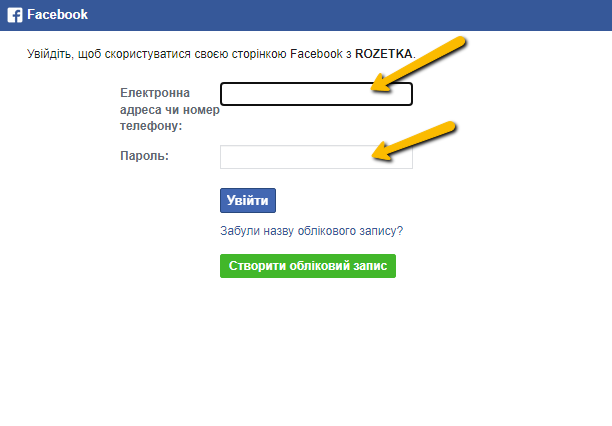 Facebook
Увійдіть, щоб скористуватися своєю сторінкою Facebook з ROZETKA.
Електронна
адреса чи номер
телефону:
Пароль:
Увійти
Забули назву облікового запису?
Створити обліковий запис